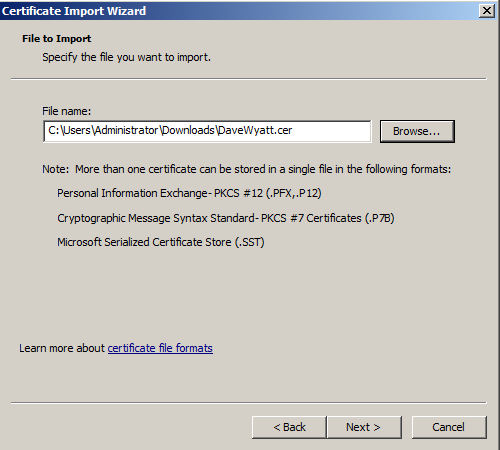 Certificate Import Wizard
File to Import
Specify the file you want to import.
File name:
C:\Users\Administrator\Downloads\DaveWyatt.cer
Browse...
Note: More than one certificate can be stored in a single file in the following formats:
Personal Information Exchange- PKCS #12 (.PFX,.P12)
Cryptographic Message Syntax Standard- PKCS #7 Certificates (.P7B)
Microsoft Serialized Certificate Store (.SST)
Learn more about certificate file formats
< Back
Next >
Cancel